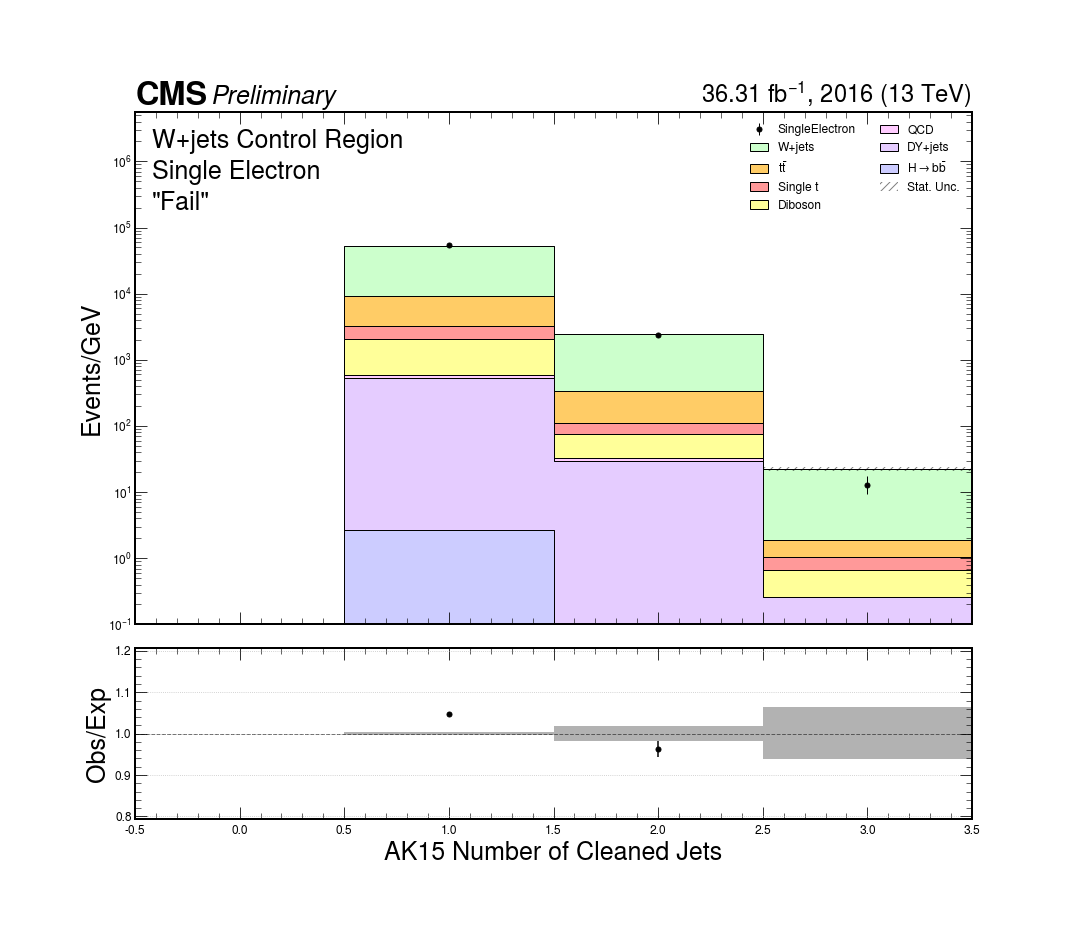 CMS Preliminary
36.31 fb⁻¹, 2016 (13 TeV)
W+jets Control Region
Single Electron
"Fail"
SingleElectron
W+jets
tt̄
Single t
Diboson
QCD
DY+jets
H→bb̄
Stat. Unc.
Events/GeV
10⁶
10⁵
10⁴
10³
10²
10¹
10⁰
10⁻¹
Obs/Exp
1.2
1.1
1.0
0.9
0.8
-0.5 0.0 0.5 1.0 1.5 2.0 2.5 3.0 3.5
AK15 Number of Cleaned Jets